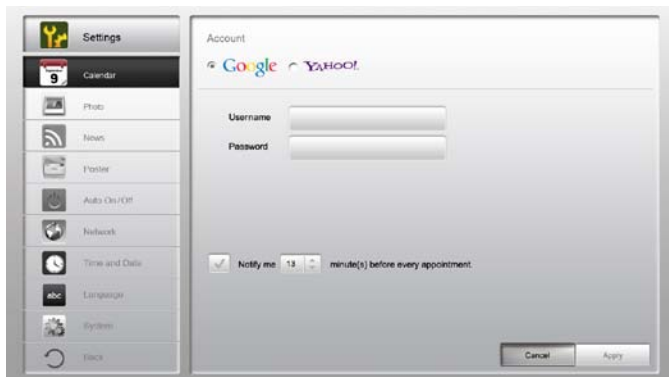 Settings
9
Calendar
Photo
News
Poster
Auto On/Off
Network
Time and Date
abc
Language
System
Back
Account
Google YAHOO!
Username
Password
Notify me 13 minute(s) before every appointment.
Cancel Apply